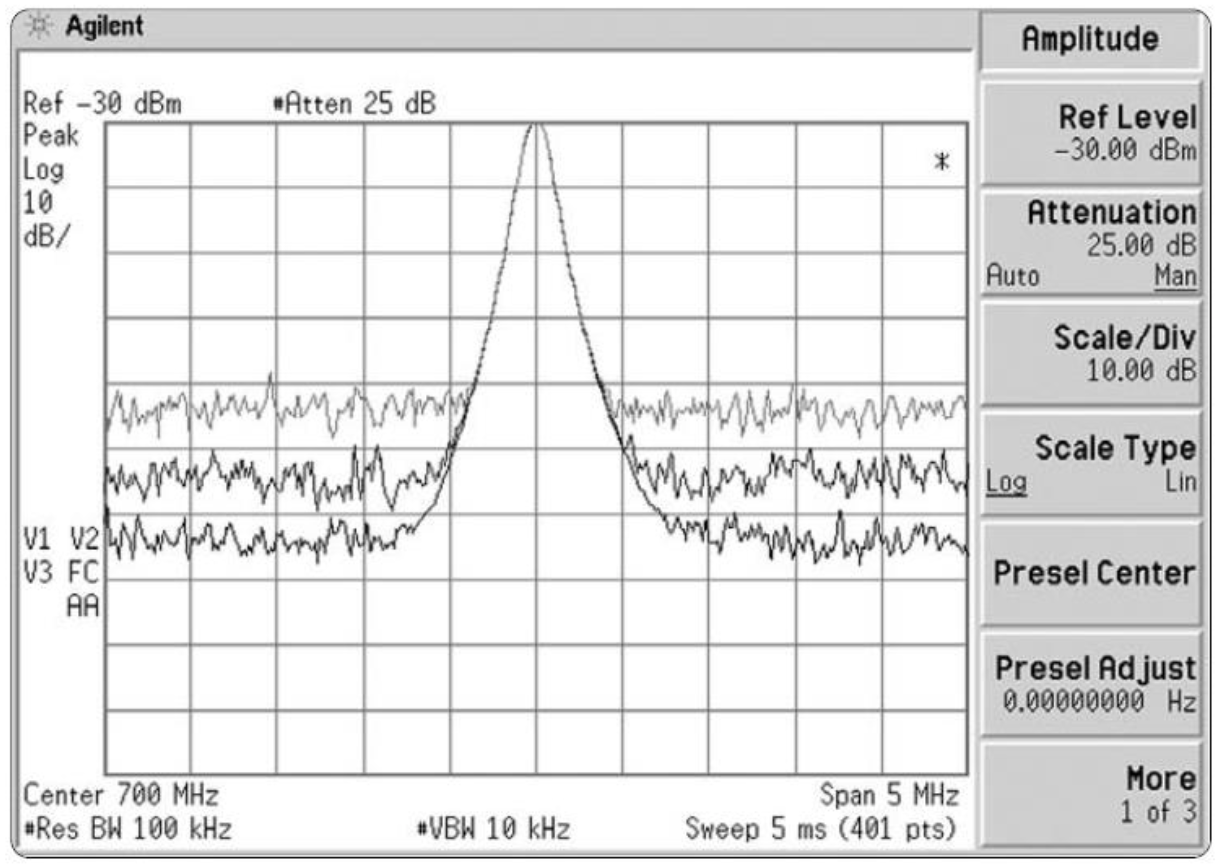 Agilent
Ref -30 dBm #Atten 25 dB
Peak
Log
10
dB/
*
V1 V2
V3 FC
AA
Center 700 MHz Span 5 MHz
#Res BW 100 kHz #VBW 10 kHz Sweep 5 ms (401 pts)
Amplitude
Ref Level
-30.00 dBm
Attenuation
25.00 dB
Auto Man
Scale/Div
10.00 dB
Scale Type
Log Lin
Presel Center
Presel Adjust
0.00000000 Hz
More
1 of 3